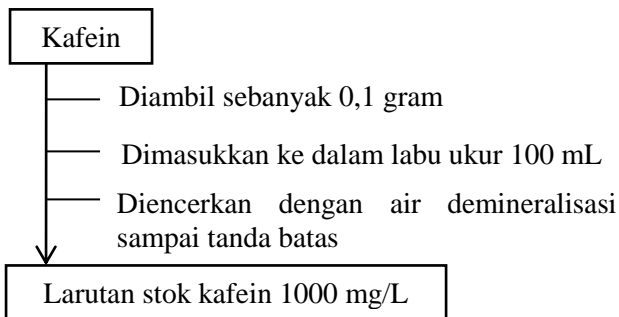 Kafein
Diambil sebanyak 0,1 gram
Dimasukkan ke dalam labu ukur 100 mL
Diencerkan dengan air demineralisasi
sampai tanda batas
Larutan stok kafein 1000 mg/L